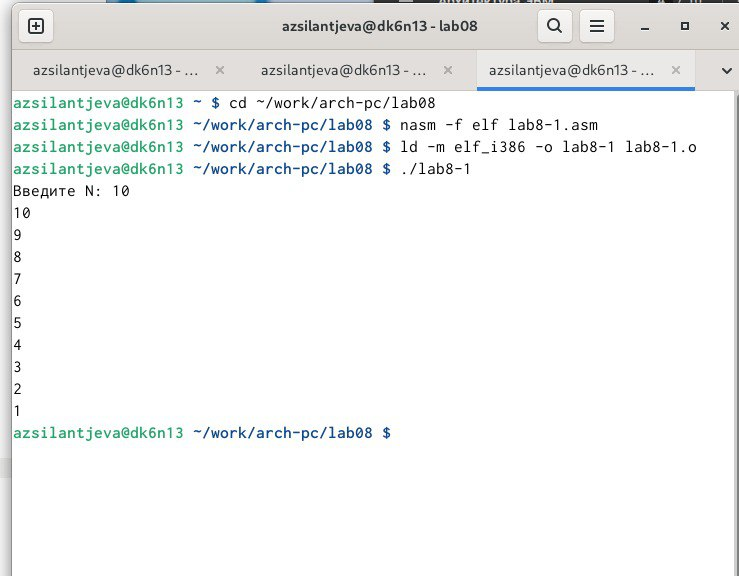 azsilantjeva@dk6n13 - lab08
azsilantjeva@dk6n13 - ... azsilantjeva@dk6n13 - ... azsilantjeva@dk6n13 - ...
azsilantjeva@dk6n13 ~ $ cd ~/work/arch-pc/lab08
azsilantjeva@dk6n13 ~/work/arch-pc/lab08 $ nasm -f elf lab8-1.asm
azsilantjeva@dk6n13 ~/work/arch-pc/lab08 $ ld -m elf_i386 -o lab8-1 lab8-1.o
azsilantjeva@dk6n13 ~/work/arch-pc/lab08 $ ./lab8-1
Введите N: 10
10
9
8
7
6
5
4
3
2
1
azsilantjeva@dk6n13 ~/work/arch-pc/lab08 $